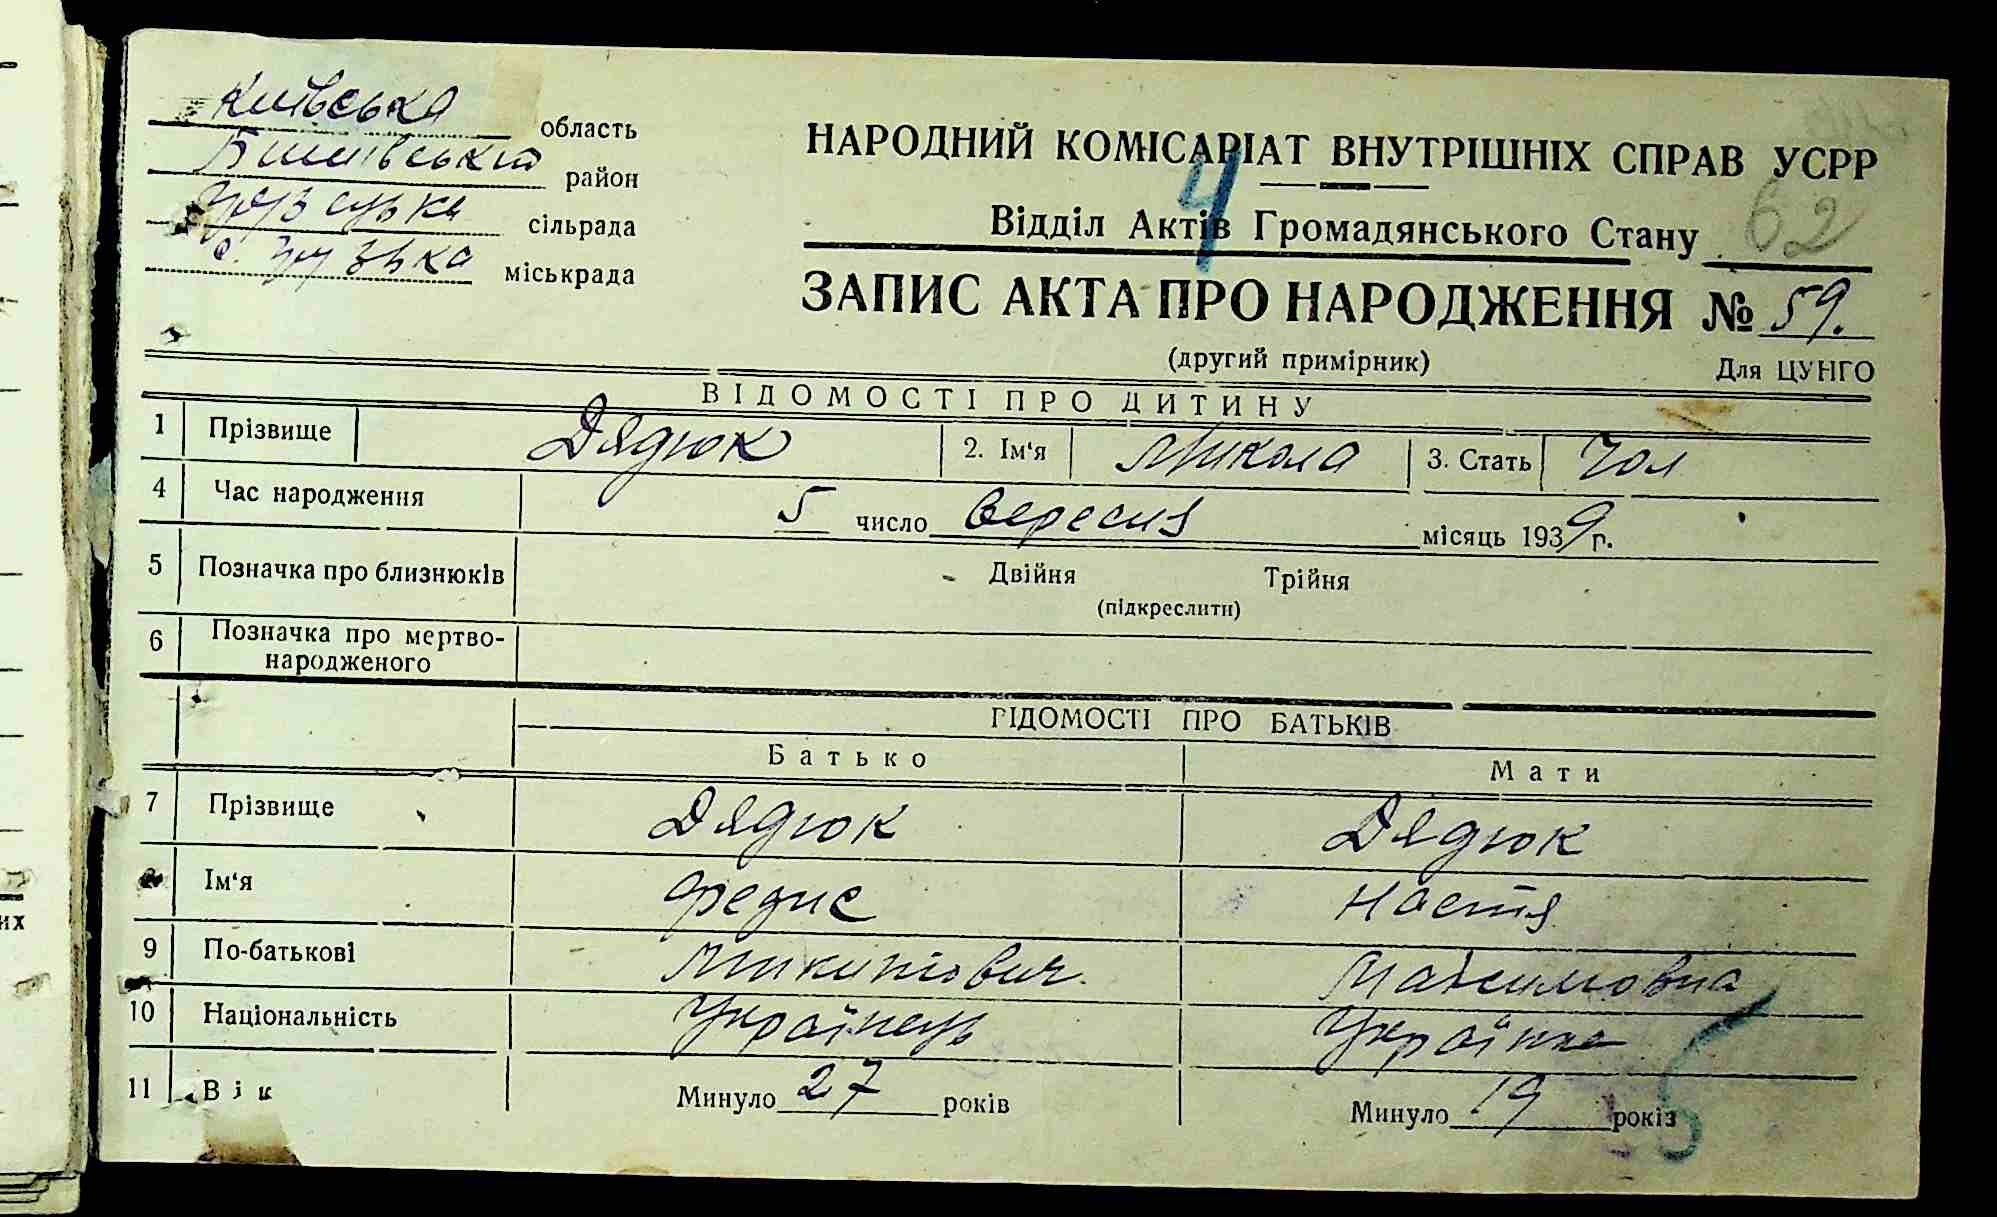 Київська область
район
сільрада
с. Грузька міськрада
НАРОДНИЙ КОМІСАРІАТ ВНУТРІШНІХ СПРАВ УСРР
4
Відділ Актів Громадянського Стану 62
ЗАПИС АКТА ПРО НАРОДЖЕННЯ № 59.
(другий примірник) Для ЦУНГО
ВІДОМОСТІ ПРО ДИТИНУ
1 Прізвище Дядюк 2. Ім'я Микола 3. Стать Чол
4 Час народження 5 число вересня місяць 1939 г.
5 Позначка про близнюків Двійня Трійня
(підкреслити)
6 Позначка про мертво-
народженого
ВІДОМОСТІ ПРО БАТЬКІВ
Батько Мати
7 Прізвище Дядюк Дядюк
8 Ім'я Настя
9 По-батькові Максимовна
10 Національність Українець Українка
11 Вік Минуло 27 років Минуло 19 років
5
их